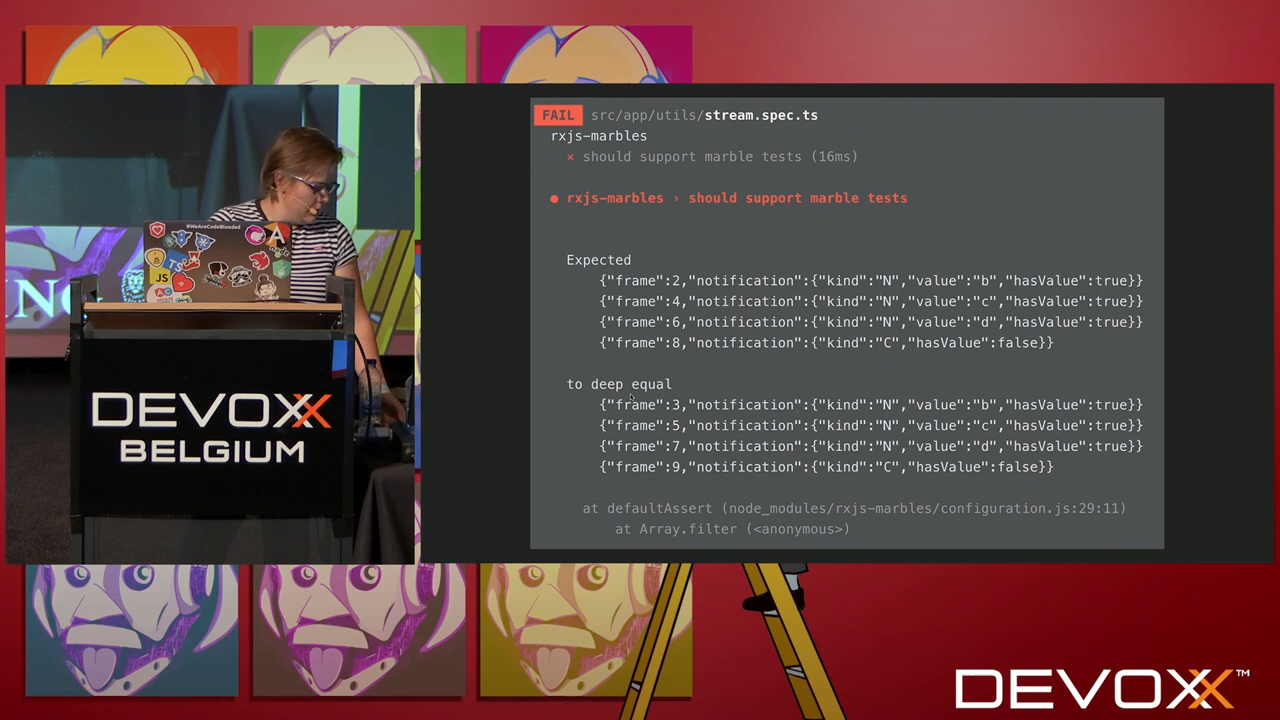 FAIL src/app/utils/stream.spec.ts
rxjs-marbles
× should support marble tests (16ms)
● rxjs-marbles › should support marble tests
Expected
{"frame":2,"notification":{"kind":"N","value":"b","hasValue":true}}
{"frame":4,"notification":{"kind":"N","value":"c","hasValue":true}}
{"frame":6,"notification":{"kind":"N","value":"d","hasValue":true}}
{"frame":8,"notification":{"kind":"C","hasValue":false}}
to deep equal
{"frame":3,"notification":{"kind":"N","value":"b","hasValue":true}}
{"frame":5,"notification":{"kind":"N","value":"c","hasValue":true}}
{"frame":7,"notification":{"kind":"N","value":"d","hasValue":true}}
{"frame":9,"notification":{"kind":"C","hasValue":false}}
at defaultAssert (node_modules/rxjs-marbles/configuration.js:29:11)
at Array.filter (<anonymous>)
#WeAreCodeBlooded
JS
DEVOXX
BELGIUM
DEVOXX™